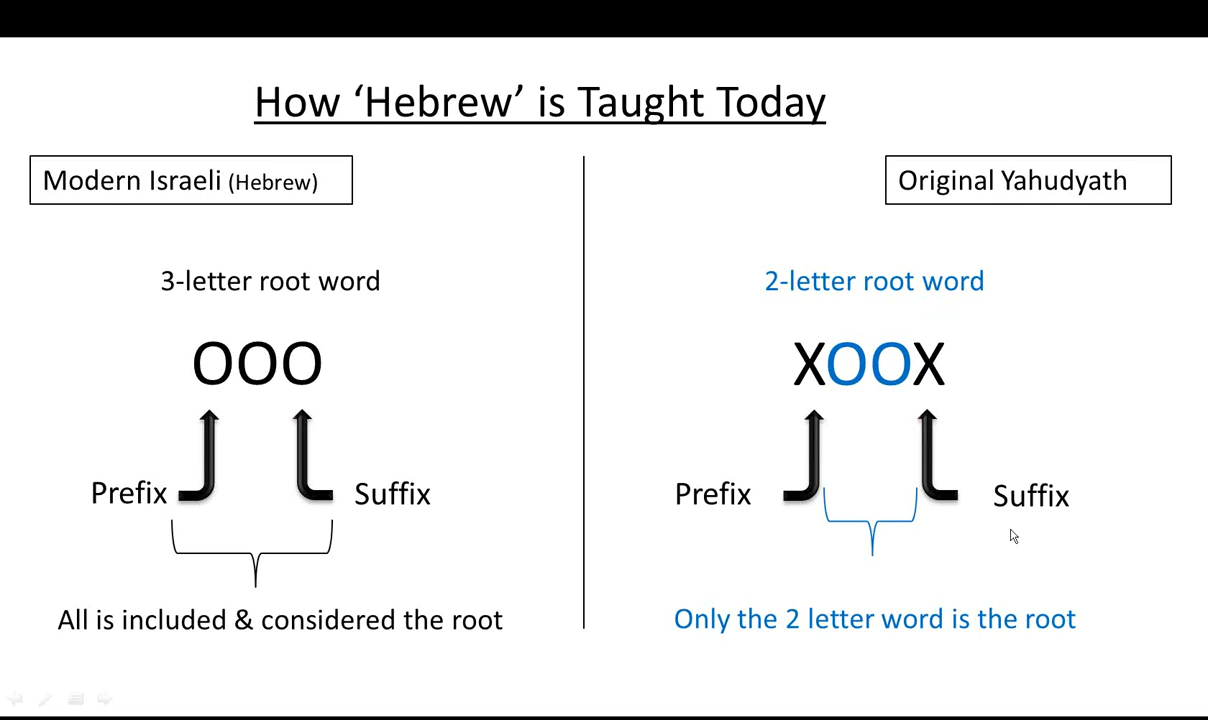 How ‘Hebrew’ is Taught Today
Modern Israeli (Hebrew)
3-letter root word
OOO
Prefix
Suffix
All is included & considered the root
Original Yahudyath
2-letter root word
XOOX
Prefix
Suffix
Only the 2 letter word is the root